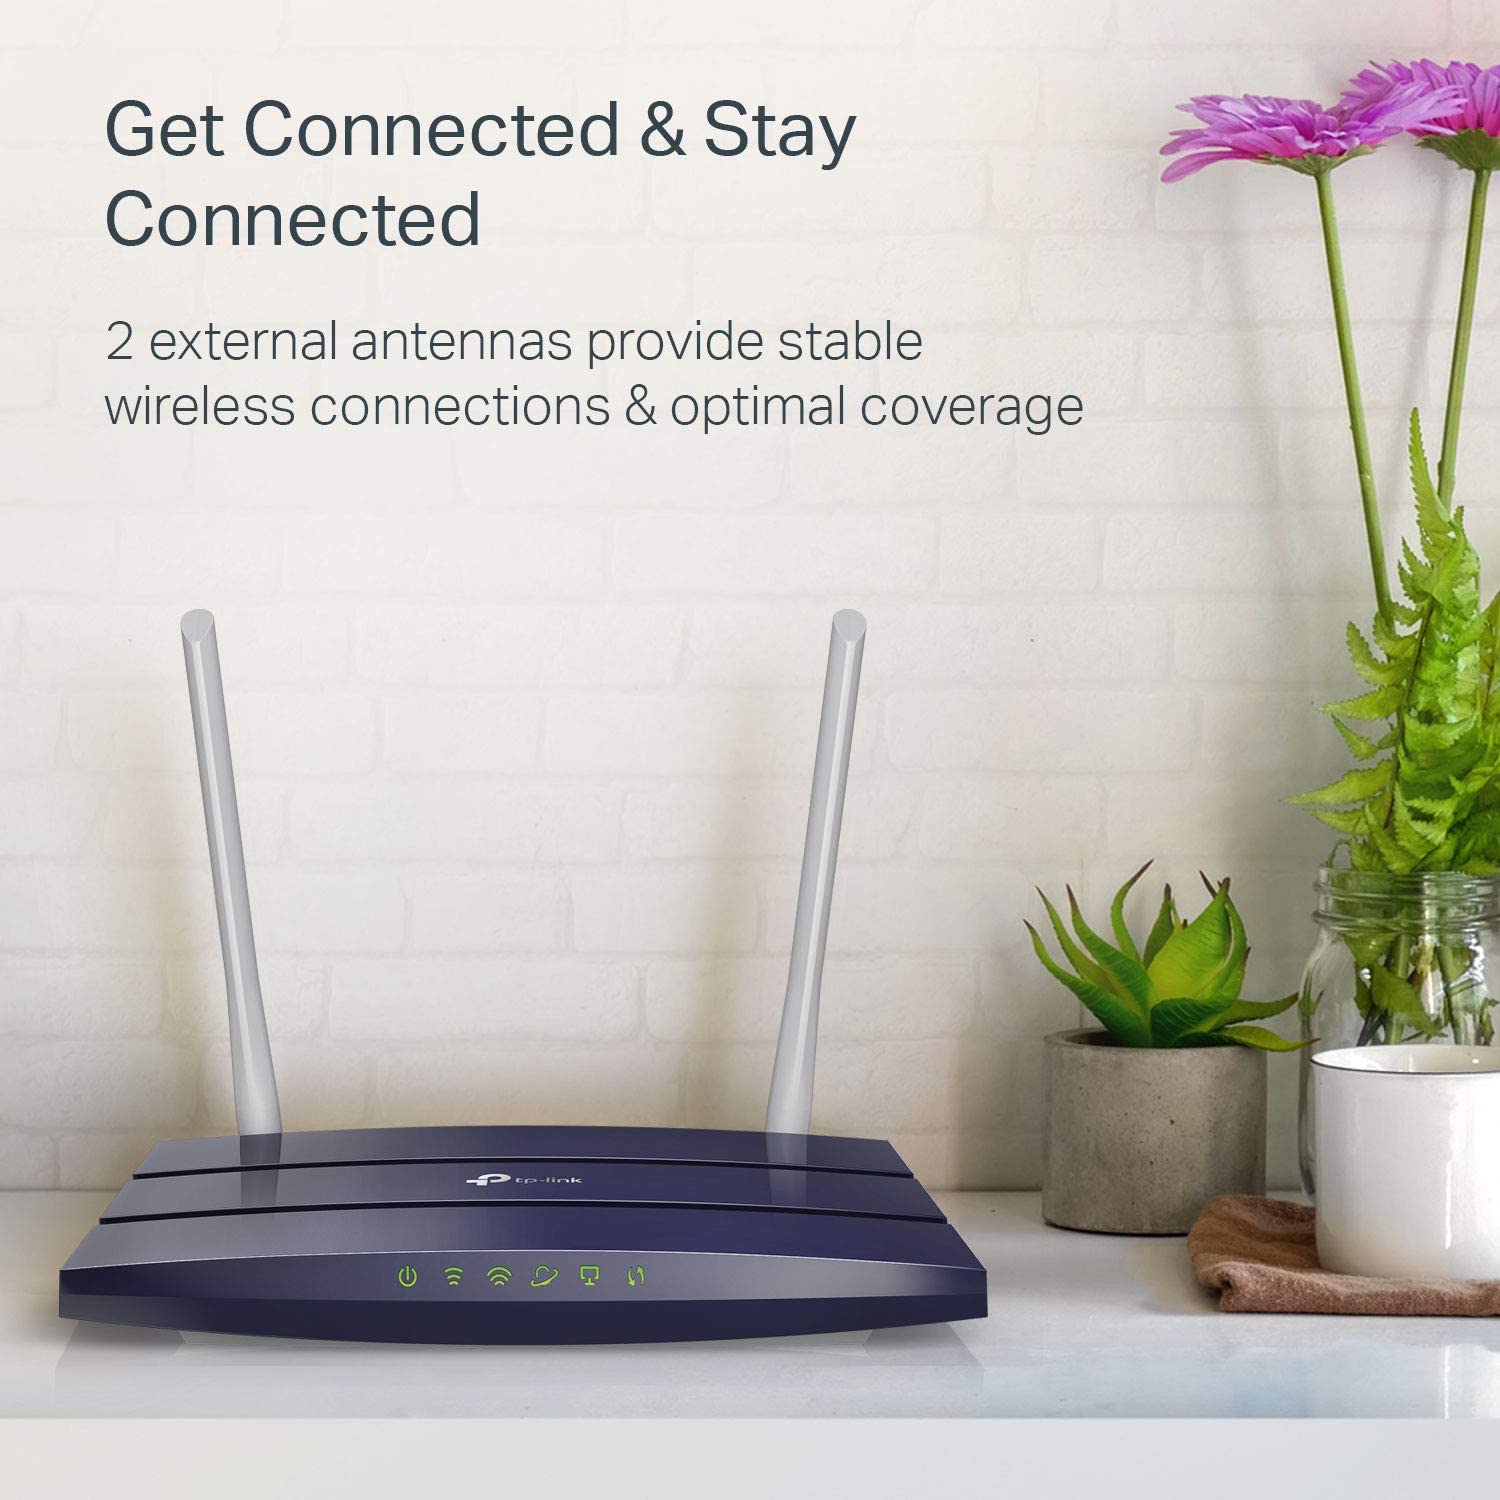 Get Connected & Stay
Connected
2 external antennas provide stable
wireless connections & optimal coverage
tp-link